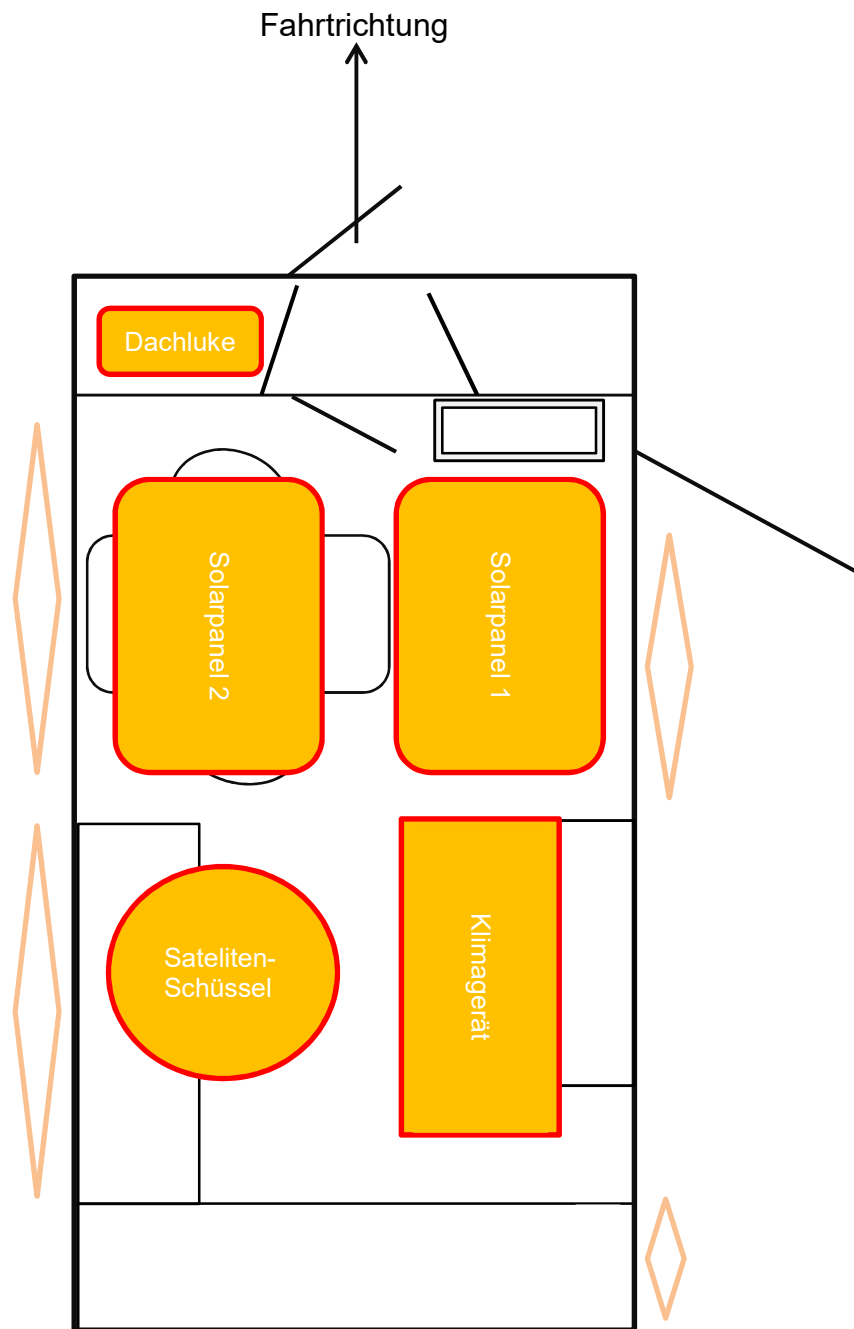 Fahrtrichtung
Dachluke
Solarpanel 2
Solarpanel 1
Sateliten-
Schüssel
Klimagerät